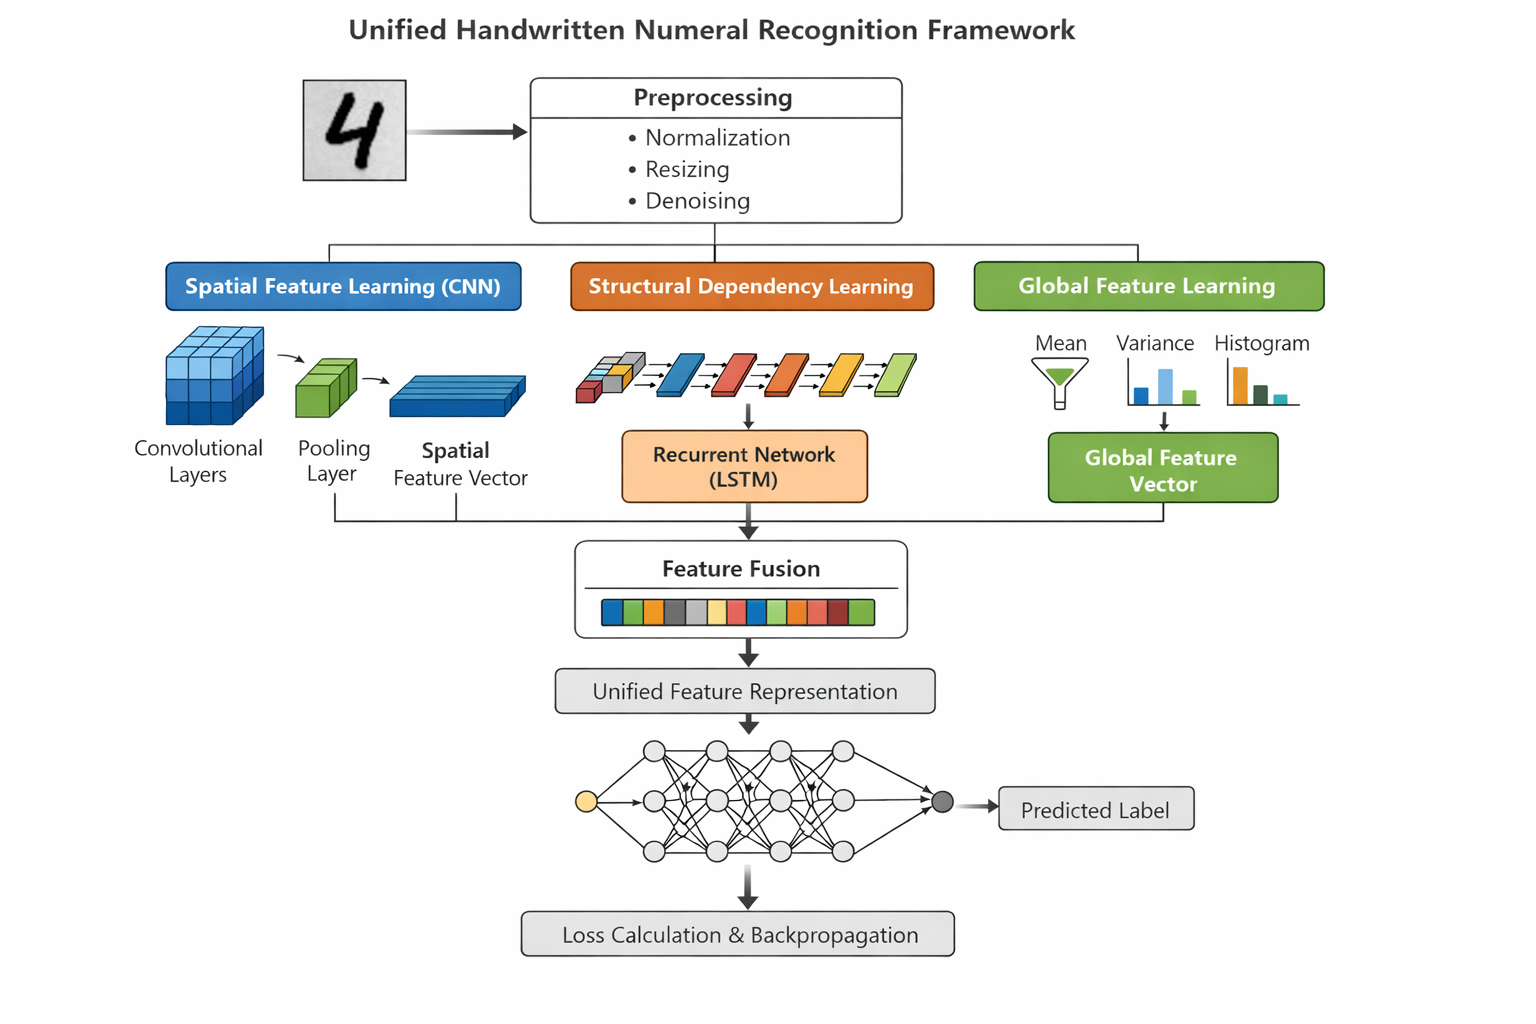 Unified Handwritten Numeral Recognition Framework
4
Preprocessing
• Normalization
• Resizing
• Denoising
Spatial Feature Learning (CNN)
Structural Dependency Learning
Global Feature Learning
Mean
Variance
Histogram
Convolutional
Layers
Pooling
Layer
Spatial
Feature Vector
Recurrent Network
(LSTM)
Global Feature
Vector
Feature Fusion
Unified Feature Representation
Predicted Label
Loss Calculation & Backpropagation